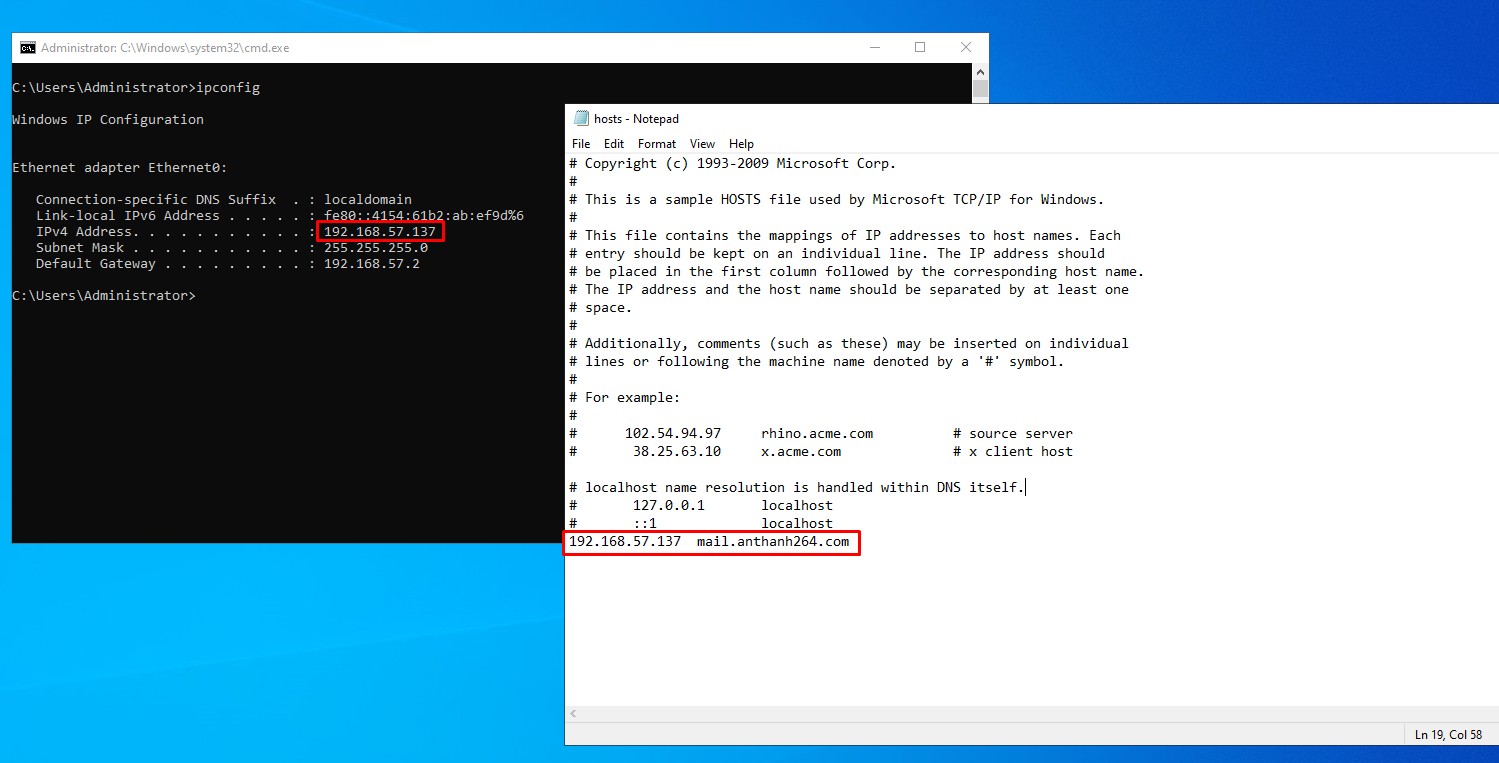 Administrator: C:\Windows\system32\cmd.exe
C:\Users\Administrator>ipconfig
Windows IP Configuration
Ethernet adapter Ethernet0:
Connection-specific DNS Suffix  . : localdomain
Link-local IPv6 Address . . . . . : fe80::4154:61b2:ab:ef9d%6
IPv4 Address. . . . . . . . . . . : 192.168.57.137
Subnet Mask . . . . . . . . . . . : 255.255.255.0
Default Gateway . . . . . . . . . : 192.168.57.2
C:\Users\Administrator>
hosts - Notepad
File Edit Format View Help
# Copyright (c) 1993-2009 Microsoft Corp.
#
# This is a sample HOSTS file used by Microsoft TCP/IP for Windows.
#
# This file contains the mappings of IP addresses to host names. Each
# entry should be kept on an individual line. The IP address should
# be placed in the first column followed by the corresponding host name.
# The IP address and the host name should be separated by at least one
# space.
#
# Additionally, comments (such as these) may be inserted on individual
# lines or following the machine name denoted by a '#' symbol.
#
# For example:
#
#      102.54.94.97     rhino.acme.com          # source server
#       38.25.63.10     x.acme.com              # x client host
# localhost name resolution is handled within DNS itself.
#       127.0.0.1       localhost
#       ::1             localhost
192.168.57.137  mail.anthanh264.com
Ln 19, Col 58